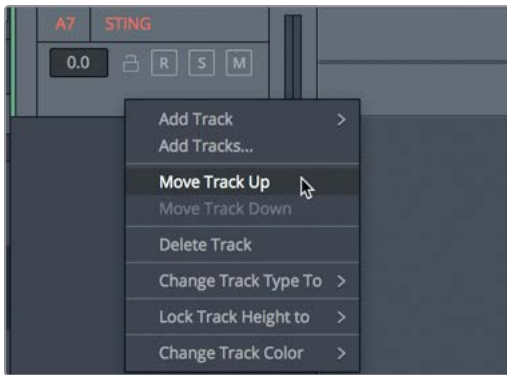 A7 STING
0.0 R S M
Add Track >
Add Tracks...
Move Track Up
Move Track Down
Delete Track
Change Track Type To >
Lock Track Height to >
Change Track Color >